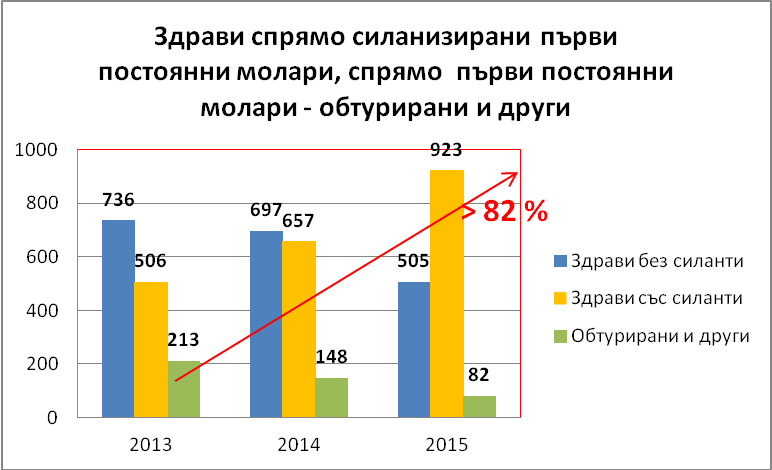 Здрави спрямо силанизирани първи
постоянни молари, спрямо първи постоянни
молари - обтурирани и други
1000
800
600
400
200
0
736
506
213
697
657
148
505
923
82
> 82 %
2013
2014
2015
Здрави без силанти
Здрави със силанти
Обтурирани и други